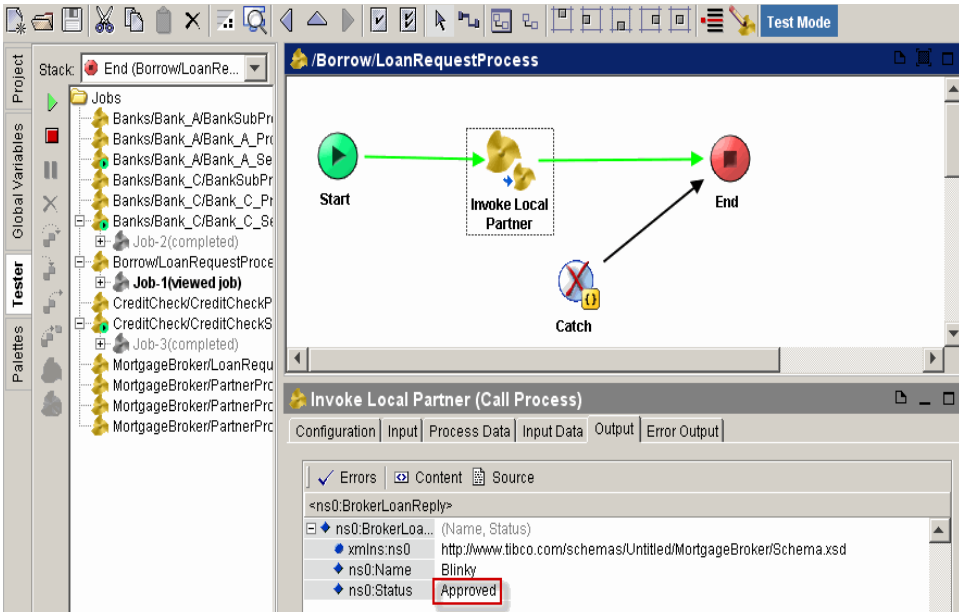 Test Mode
Project
Global Variables
Tester
Palettes
Stack: End (Borrow/LoanRe...
Jobs
Banks/Bank_A/BankSubPr
Banks/Bank_A/Bank_A_Pro
Banks/Bank_A/Bank_A_Se
Banks/Bank_C/BankSubPr
Banks/Bank_C/Bank_C_Pr
Banks/Bank_C/Bank_C_Se
Job-2(completed)
Borrow/LoanRequestProce
Job-1(viewed job)
CreditCheck/CreditCheckP
CreditCheck/CreditCheckS
Job-3(completed)
MortgageBroker/LoanRequ
MortgageBroker/PartnerPrc
MortgageBroker/PartnerPrc
MortgageBroker/PartnerPrc
/Borrow/LoanRequestProcess
Start
Invoke Local
Partner
End
Catch
Invoke Local Partner (Call Process)
Configuration Input Process Data Input Data Output Error Output
Errors Content Source
<ns0:BrokerLoanReply>
ns0:BrokerLoa... (Name, Status)
xmlns:ns0 http://www.tibco.com/schemas/Untitled/MortgageBroker/Schema.xsd
ns0:Name Blinky
ns0:Status Approved